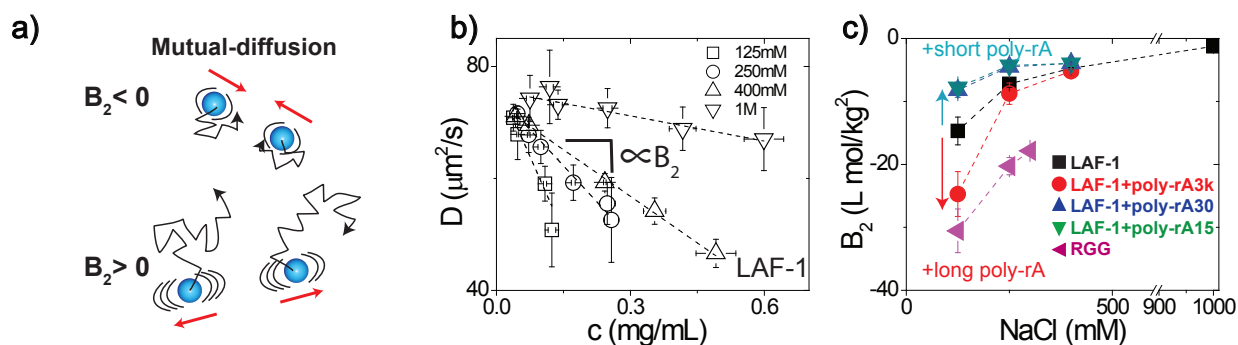 a)
Mutual-diffusion
B₂< 0
B₂> 0
b)
D (μm²/s)
80
40
0.0
0.3
0.6
c (mg/mL)
125mM
250mM
400mM
1M
∝B₂
LAF-1
c)
B₂ (L mol/kg²)
0
-20
-40
0
500
900
1000
NaCl (mM)
+short poly-rA
LAF-1
LAF-1+poly-rA3k
LAF-1+poly-rA30
LAF-1+poly-rA15
RGG
+long poly-rA